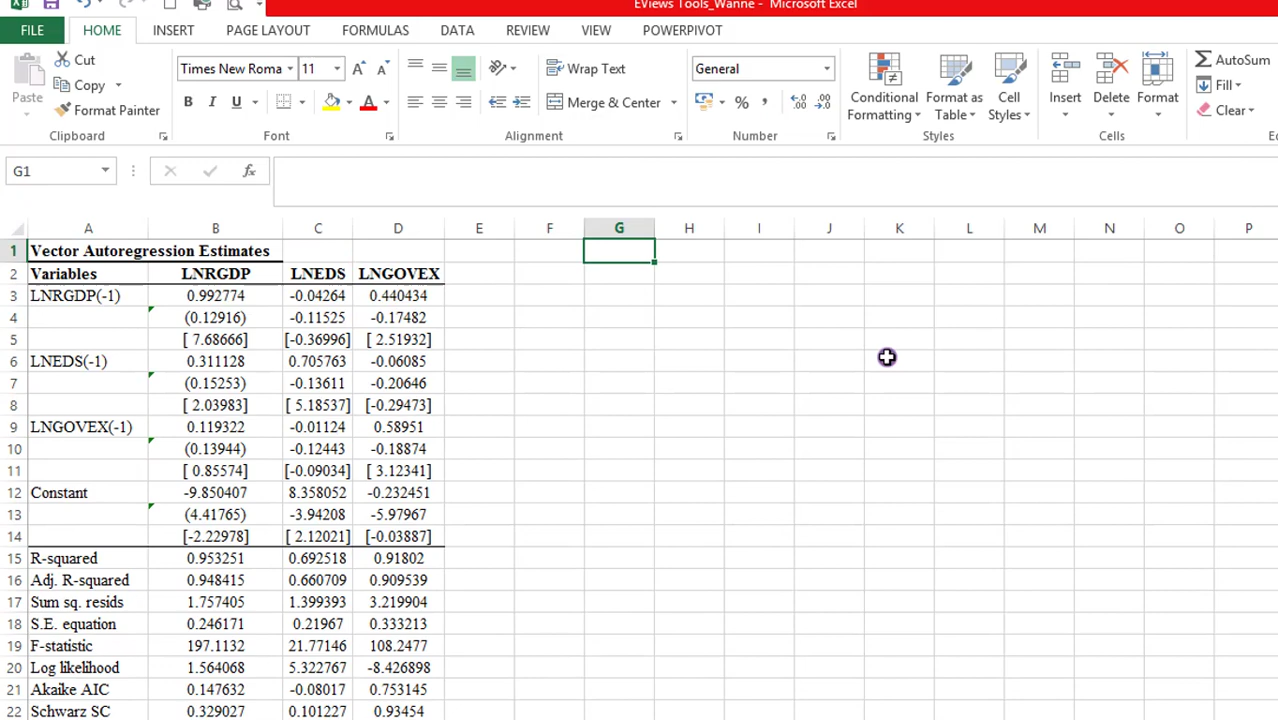 EViews Tools_Wanne - Microsoft Excel
FILE HOME INSERT PAGE LAYOUT FORMULAS DATA REVIEW VIEW POWERPIVOT
Paste Cut Copy Format Painter
Times New Roma 11
B I U A
Wrap Text
Merge & Center
General
% ,
Conditional Formatting
Format as Table
Cell Styles
Insert Delete Format
AutoSum
Fill
Clear
Clipboard Font Alignment Number Styles Cells
G1 fx
A B C D E F G H I J K L M N O P
1 Vector Autoregression Estimates
2 Variables LNRGDP LNEDS LNGOVEX
3 LNRGDP(-1) 0.992774 -0.04264 0.440434
4 (0.12916) -0.11525 -0.17482
5 [ 7.68666] [-0.36996] [ 2.51932]
6 LNEDS(-1) 0.311128 0.705763 -0.06085
7 (0.15253) -0.13611 -0.20646
8 [ 2.03983] [ 5.18537] [-0.29473]
9 LNGOVEX(-1) 0.119322 -0.01124 0.58951
10 (0.13944) -0.12443 -0.18874
11 [ 0.85574] [-0.09034] [ 3.12341]
12 Constant -9.850407 8.358052 -0.232451
13 (4.41765) -3.94208 -5.97967
14 [-2.22978] [ 2.12021] [-0.03887]
15 R-squared 0.953251 0.692518 0.91802
16 Adj. R-squared 0.948415 0.660709 0.909539
17 Sum sq. resids 1.757405 1.399393 3.219904
18 S.E. equation 0.246171 0.21967 0.333213
19 F-statistic 197.1132 21.77146 108.2477
20 Log likelihood 1.564068 5.322767 -8.426898
21 Akaike AIC 0.147632 -0.08017 0.753145
22 Schwarz SC 0.329027 0.101227 0.93454